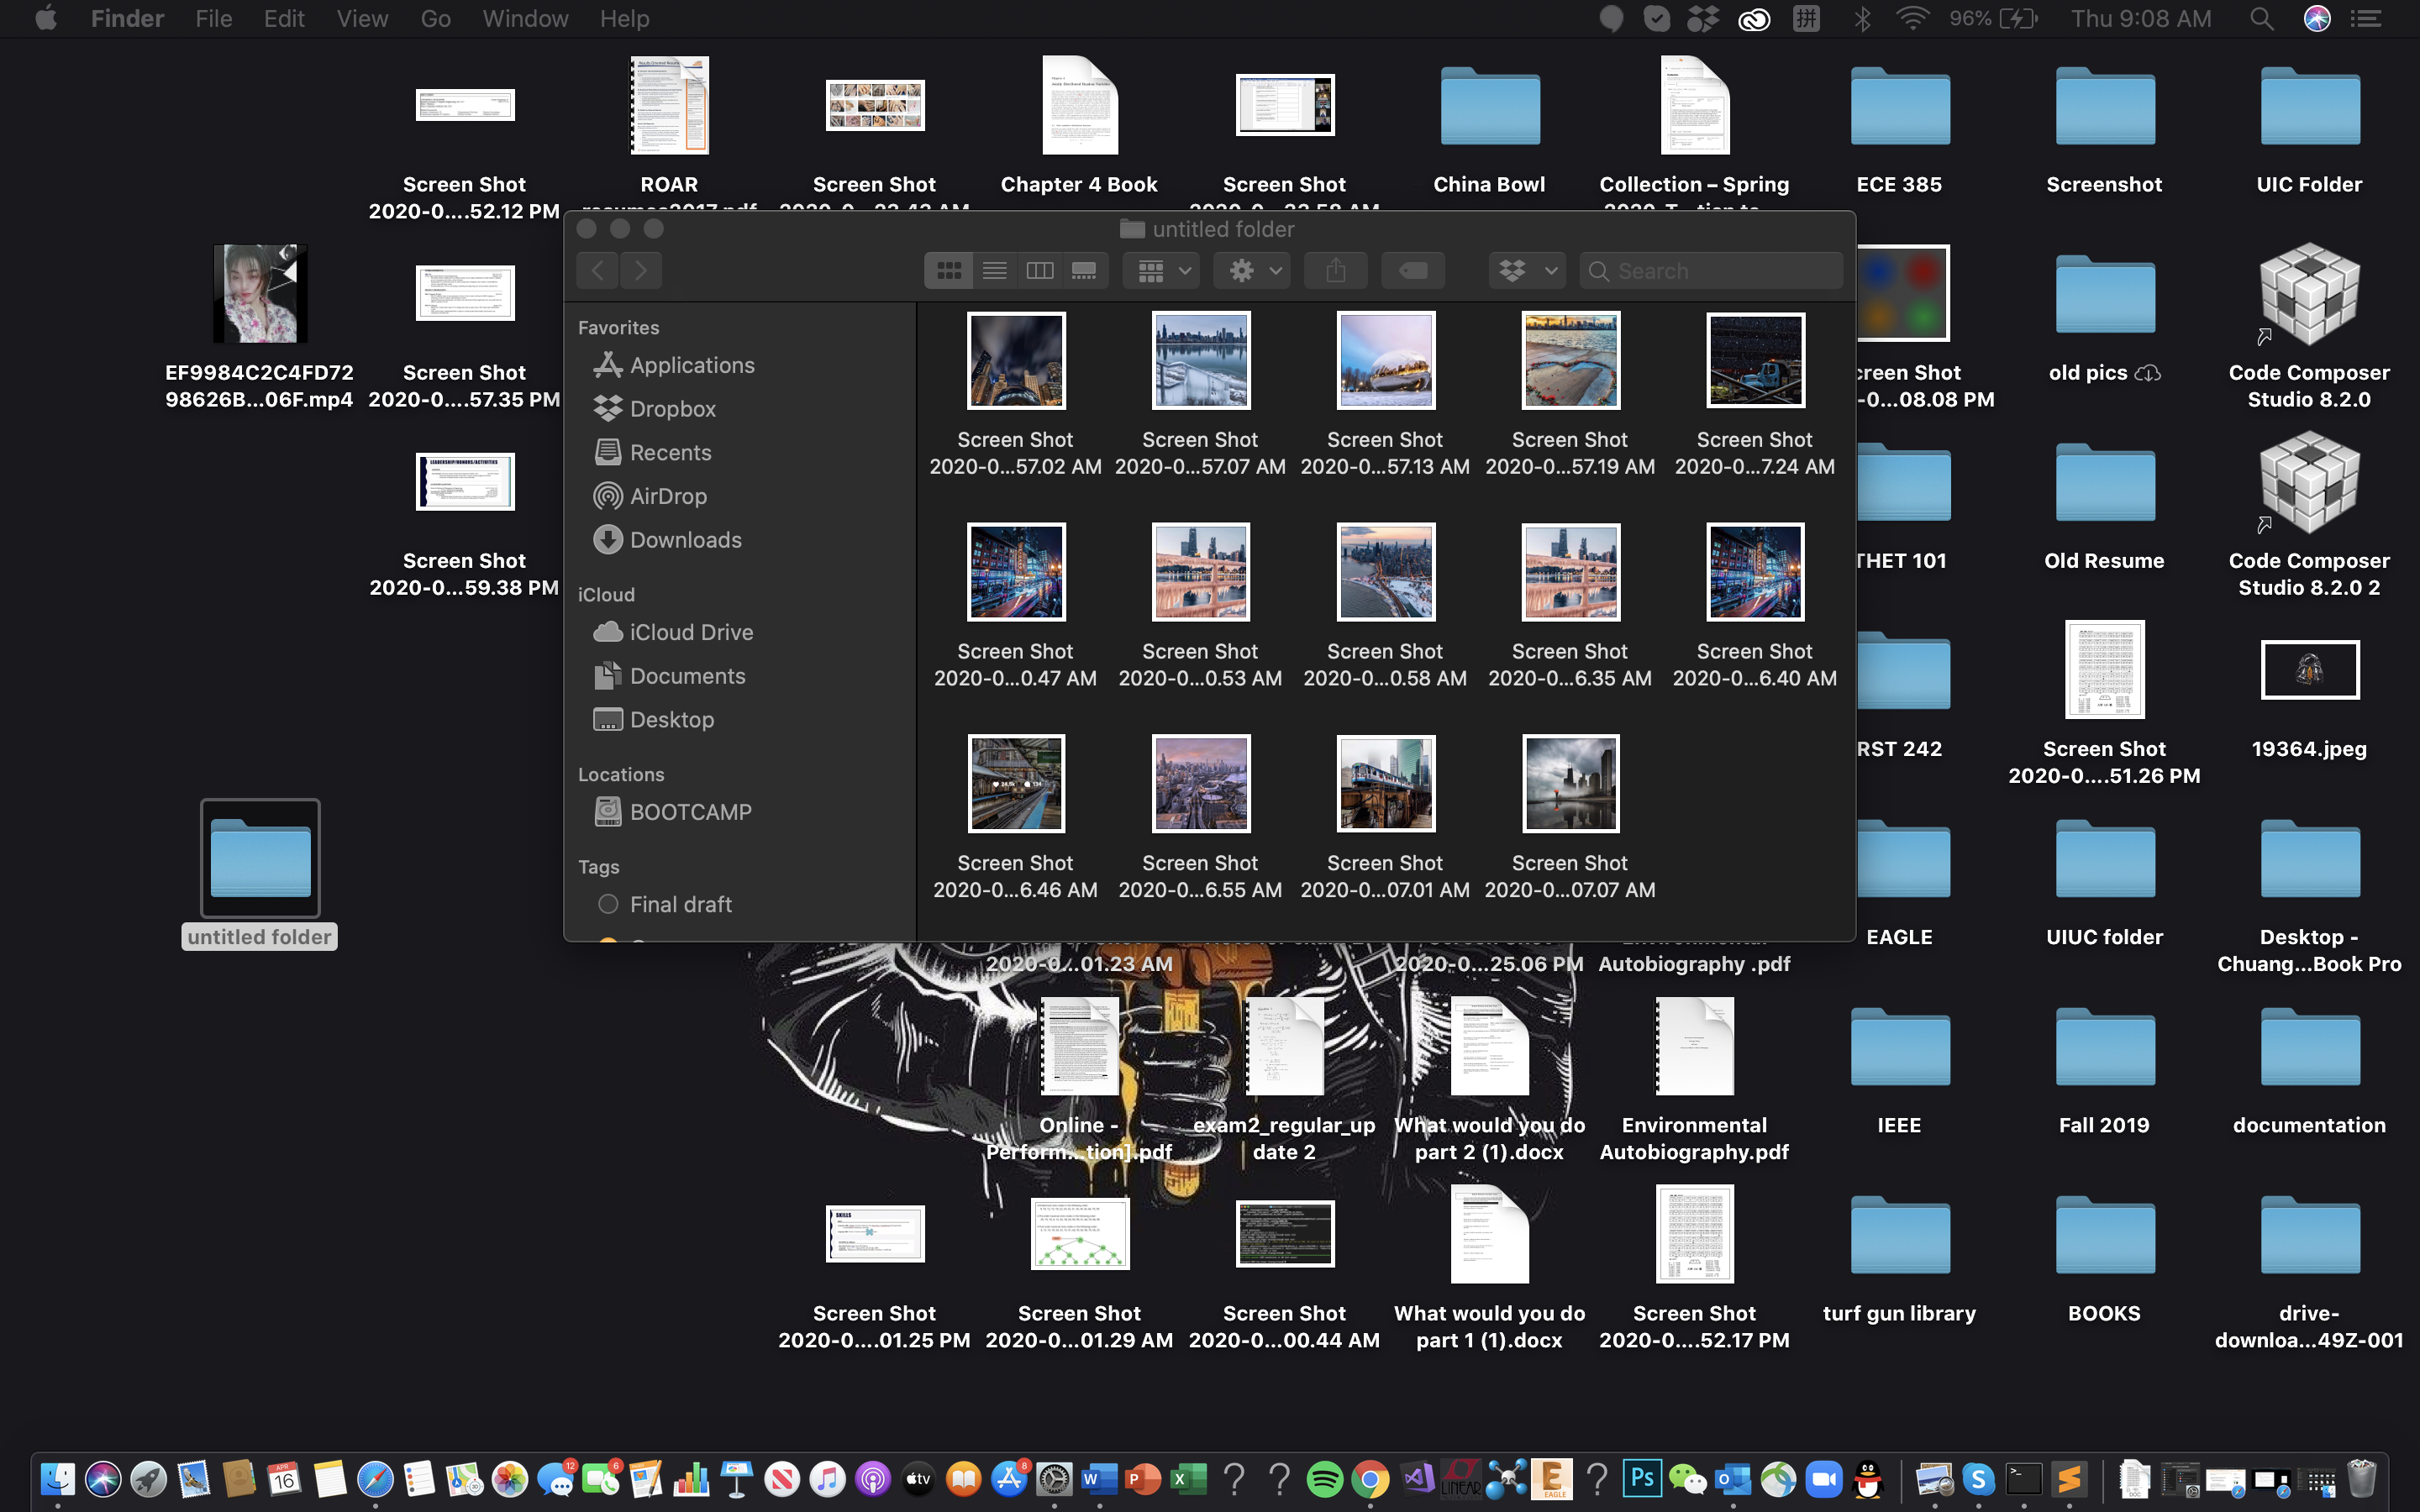 Finder File Edit View Go Window Help 96% Thu 9:08 AM
Screen Shot
2020-0....52.12 PM
ROAR
Screen Shot
Chapter 4 Book
Screen Shot
China Bowl
Collection – Spring
ECE 385
Screenshot
UIC Folder
EF9984C2C4FD72
98626B...06F.mp4
Screen Shot
2020-0....57.35 PM
-0...08.08 PM
old pics
Code Composer
Studio 8.2.0
Screen Shot
2020-0...59.38 PM
THET 101
Old Resume
Code Composer
Studio 8.2.0 2
RST 242
Screen Shot
2020-0....51.26 PM
19364.jpeg
untitled folder
EAGLE
UIUC folder
Desktop -
Chuang...Book Pro
untitled folder
Search
Favorites
Applications
Dropbox
Recents
AirDrop
Downloads
iCloud
iCloud Drive
Documents
Desktop
Locations
BOOTCAMP
Tags
Final draft
Screen Shot
2020-0...57.02 AM
Screen Shot
2020-0...57.07 AM
Screen Shot
2020-0...57.13 AM
Screen Shot
2020-0...57.19 AM
Screen Shot
2020-0...7.24 AM
Screen Shot
2020-0...0.47 AM
Screen Shot
2020-0...0.53 AM
Screen Shot
2020-0...0.58 AM
Screen Shot
2020-0...6.35 AM
Screen Shot
2020-0...6.40 AM
Screen Shot
2020-0...6.46 AM
Screen Shot
2020-0...6.55 AM
Screen Shot
2020-0...07.01 AM
Screen Shot
2020-0...07.07 AM
2020-0...01.23 AM
2020-0...25.06 PM
Autobiography .pdf
Online -
Perform...tion].pdf
exam2_regular_up
date 2
What would you do
part 2 (1).docx
Environmental
Autobiography.pdf
IEEE
Fall 2019
documentation
SKILLS
Screen Shot
2020-0....01.25 PM
Screen Shot
2020-0...01.29 AM
Screen Shot
2020-0...00.44 AM
What would you do
part 1 (1).docx
Screen Shot
2020-0....52.17 PM
turf gun library
BOOKS
drive-
downloa...49Z-001
APR
16
12
6
tv
8
W
P
X
LINEAR
E
EAGLE
Ps
S